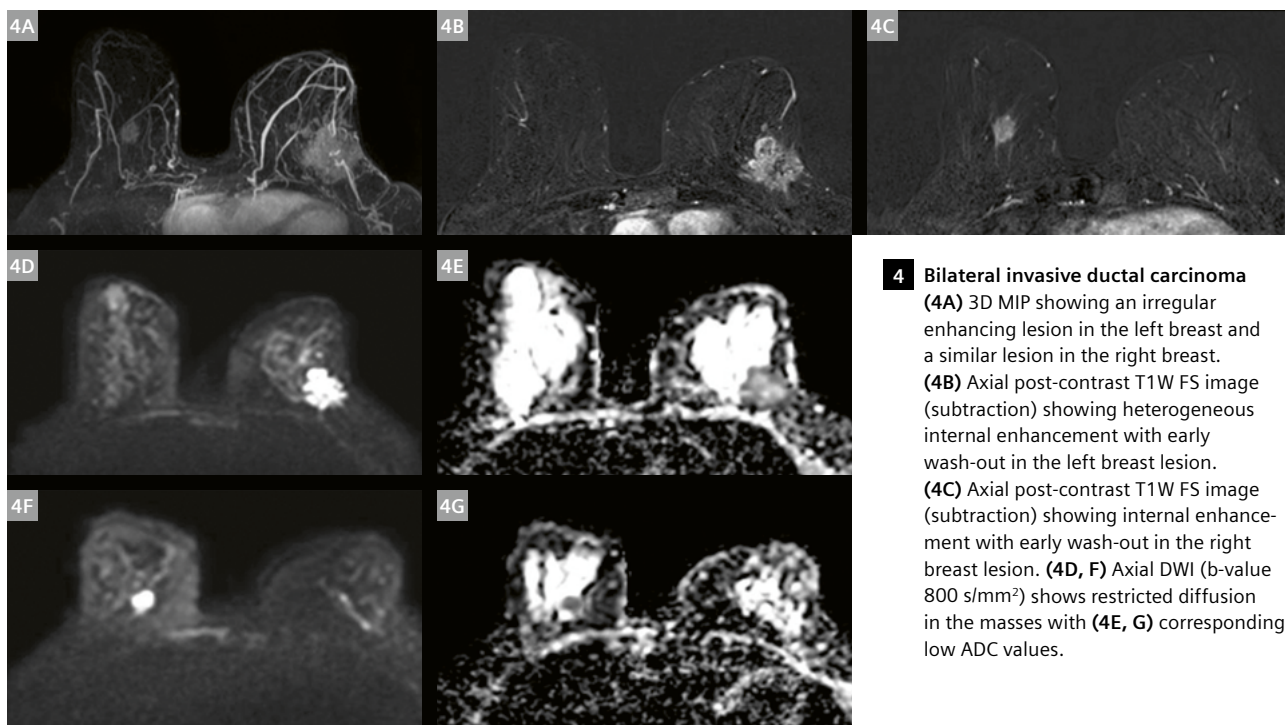 4A
4B
4C
4D
4E
4F
4G
4 Bilateral invasive ductal carcinoma
(4A) 3D MIP showing an irregular
enhancing lesion in the left breast and
a similar lesion in the right breast.
(4B) Axial post-contrast T1W FS image
(subtraction) showing heterogeneous
internal enhancement with early
wash-out in the left breast lesion.
(4C) Axial post-contrast T1W FS image
(subtraction) showing internal enhance-
ment with early wash-out in the right
breast lesion. (4D, F) Axial DWI (b-value
800 s/mm²) shows restricted diffusion
in the masses with (4E, G) corresponding
low ADC values.